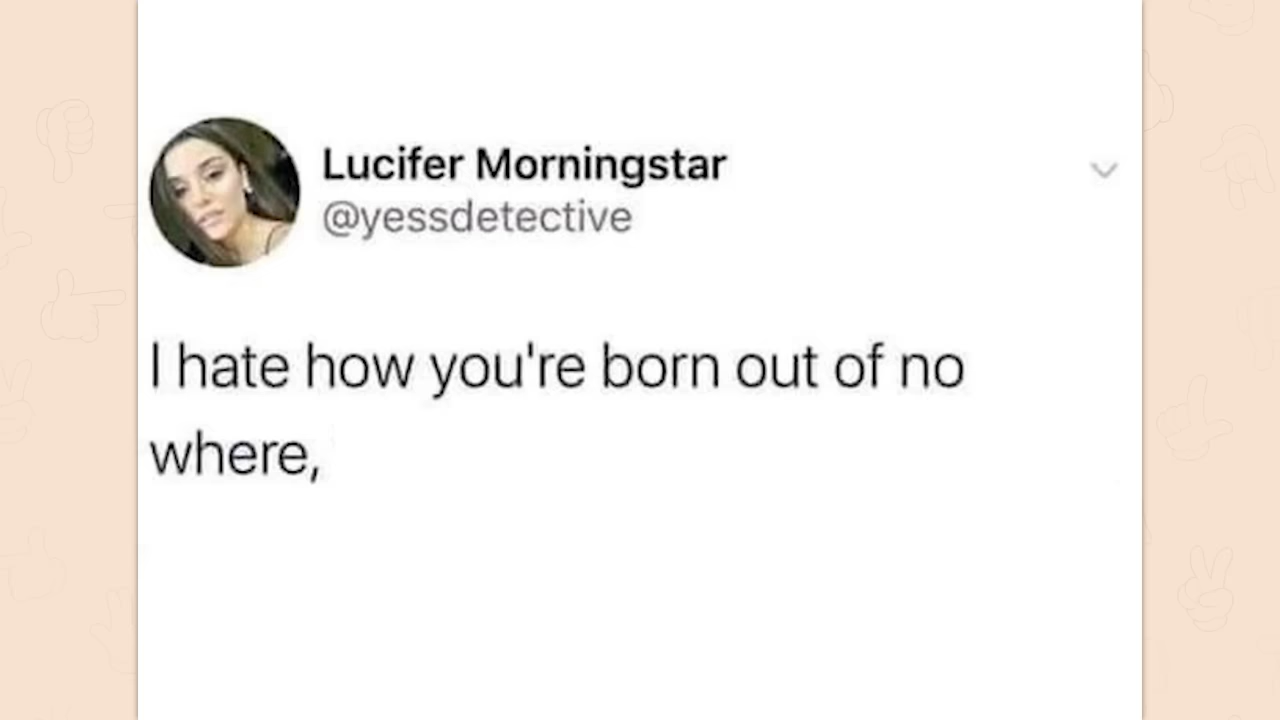 Lucifer Morningstar
@yessdetective
I hate how you're born out of no
where,